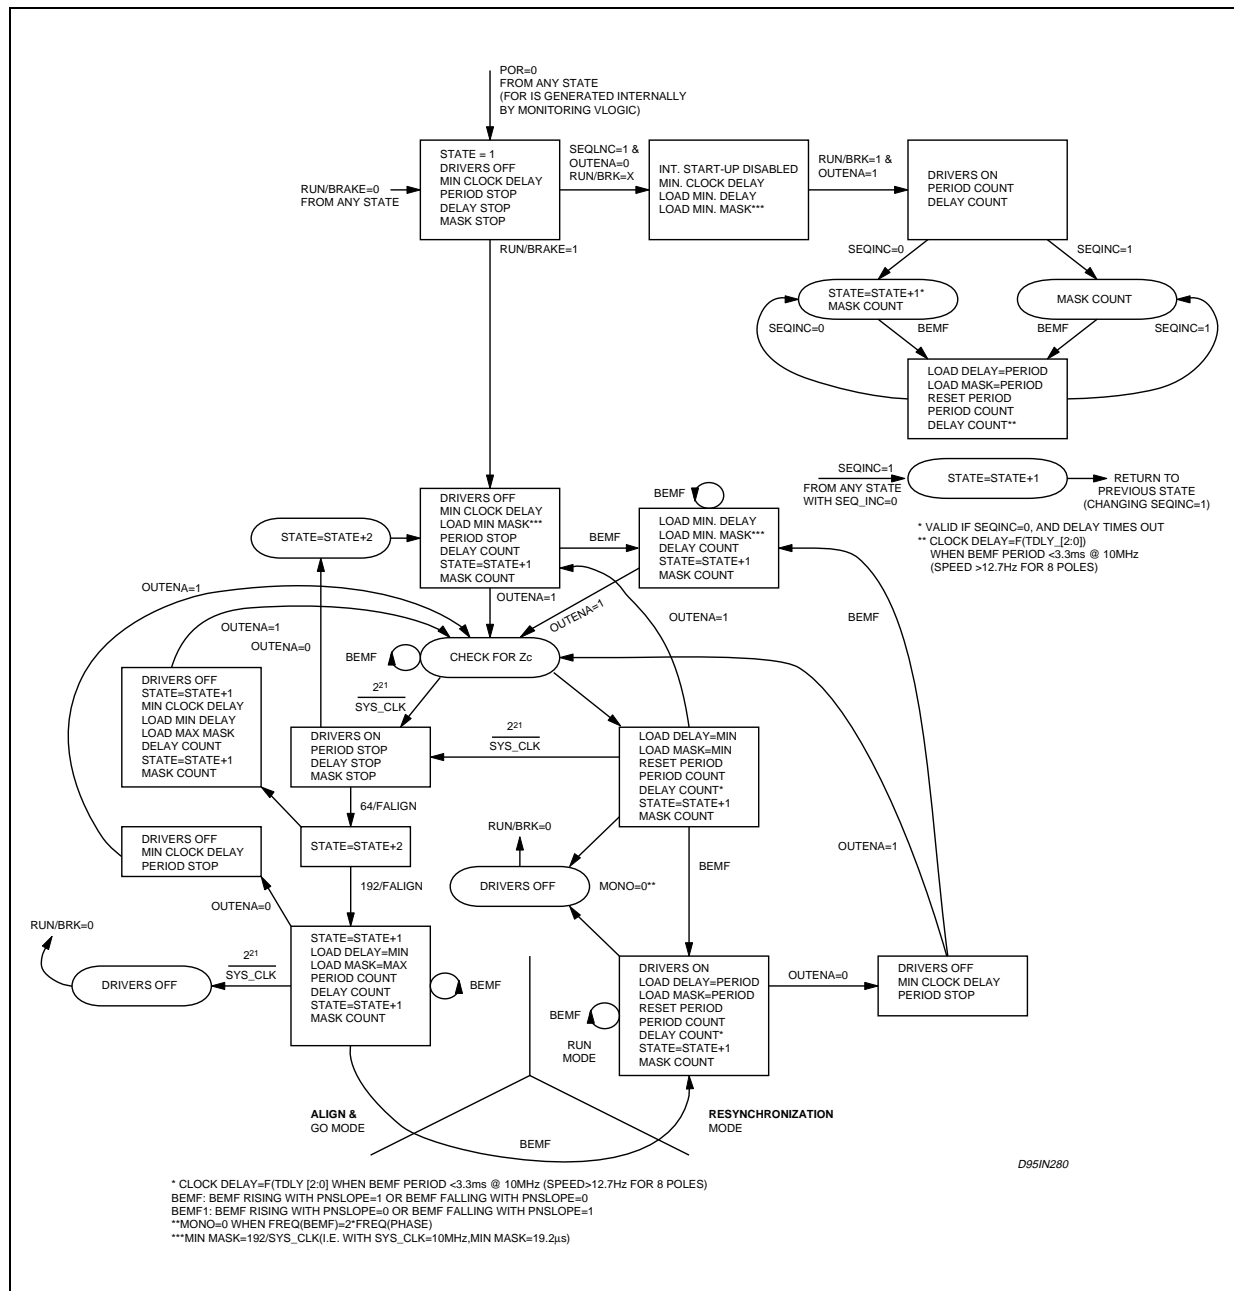 POR=0
FROM ANY STATE
(FOR IS GENERATED INTERNALLY
BY MONITORING VLOGIC)
RUN/BRAKE=0
FROM ANY STATE
STATE = 1
DRIVERS OFF
MIN CLOCK DELAY
PERIOD STOP
DELAY STOP
MASK STOP
SEQLNC=1 &
OUTENA=0
RUN/BRK=X
INT. START-UP DISABLED
MIN. CLOCK DELAY
LOAD MIN. DELAY
LOAD MIN. MASK***
RUN/BRK=1 &
OUTENA=1
DRIVERS ON
PERIOD COUNT
DELAY COUNT
RUN/BRAKE=1
SEQINC=0
SEQINC=1
STATE=STATE+1*
MASK COUNT
MASK COUNT
SEQINC=0
BEMF
BEMF
SEQINC=1
LOAD DELAY=PERIOD
LOAD MASK=PERIOD
RESET PERIOD
PERIOD COUNT
DELAY COUNT**
SEQINC=1
FROM ANY STATE
WITH SEQ_INC=0
STATE=STATE+1
RETURN TO
PREVIOUS STATE
(CHANGING SEQINC=1)
* VALID IF SEQINC=0, AND DELAY TIMES OUT
** CLOCK DELAY=F(TDLY_[2:0])
WHEN BEMF PERIOD <3.3ms @ 10MHz
(SPEED >12.7Hz FOR 8 POLES)
STATE=STATE+2
DRIVERS OFF
MIN CLOCK DELAY
LOAD MIN MASK***
PERIOD STOP
DELAY COUNT
STATE=STATE+1
MASK COUNT
BEMF
BEMF
LOAD MIN. DELAY
LOAD MIN. MASK***
DELAY COUNT
STATE=STATE+1
MASK COUNT
OUTENA=1
OUTENA=1
OUTENA=1
OUTENA=1
BEMF
OUTENA=1
OUTENA=0
BEMF
CHECK FOR Zc
2²¹
SYS_CLK
DRIVERS OFF
STATE=STATE+1
MIN CLOCK DELAY
LOAD MIN DELAY
LOAD MAX MASK
DELAY COUNT
STATE=STATE+1
MASK COUNT
DRIVERS ON
PERIOD STOP
DELAY STOP
MASK STOP
2²¹
SYS_CLK
LOAD DELAY=MIN
LOAD MASK=MIN
RESET PERIOD
PERIOD COUNT
DELAY COUNT*
STATE=STATE+1
MASK COUNT
64/FALIGN
DRIVERS OFF
MIN CLOCK DELAY
PERIOD STOP
STATE=STATE+2
RUN/BRK=0
OUTENA=1
BEMF
192/FALIGN
DRIVERS OFF
MONO=0**
OUTENA=0
RUN/BRK=0
2²¹
SYS_CLK
DRIVERS OFF
STATE=STATE+1
LOAD DELAY=MIN
LOAD MASK=MAX
PERIOD COUNT
DELAY COUNT
STATE=STATE+1
MASK COUNT
BEMF
BEMF
RUN
MODE
DRIVERS ON
LOAD DELAY=PERIOD
LOAD MASK=PERIOD
RESET PERIOD
PERIOD COUNT
DELAY COUNT*
STATE=STATE+1
MASK COUNT
OUTENA=0
DRIVERS OFF
MIN CLOCK DELAY
PERIOD STOP
ALIGN &
GO MODE
BEMF
RESYNCHRONIZATION
MODE
D95IN280
* CLOCK DELAY=F(TDLY [2:0] WHEN BEMF PERIOD <3.3ms @ 10MHz (SPEED>12.7Hz FOR 8 POLES)
BEMF: BEMF RISING WITH PNSLOPE=1 OR BEMF FALLING WITH PNSLOPE=0
BEMF1: BEMF RISING WITH PNSLOPE=0 OR BEMF FALLING WITH PNSLOPE=1
**MONO=0 WHEN FREQ(BEMF)=2*FREQ(PHASE)
***MIN MASK=192/SYS_CLK(I.E. WITH SYS_CLK=10MHz,MIN MASK=19.2µs)